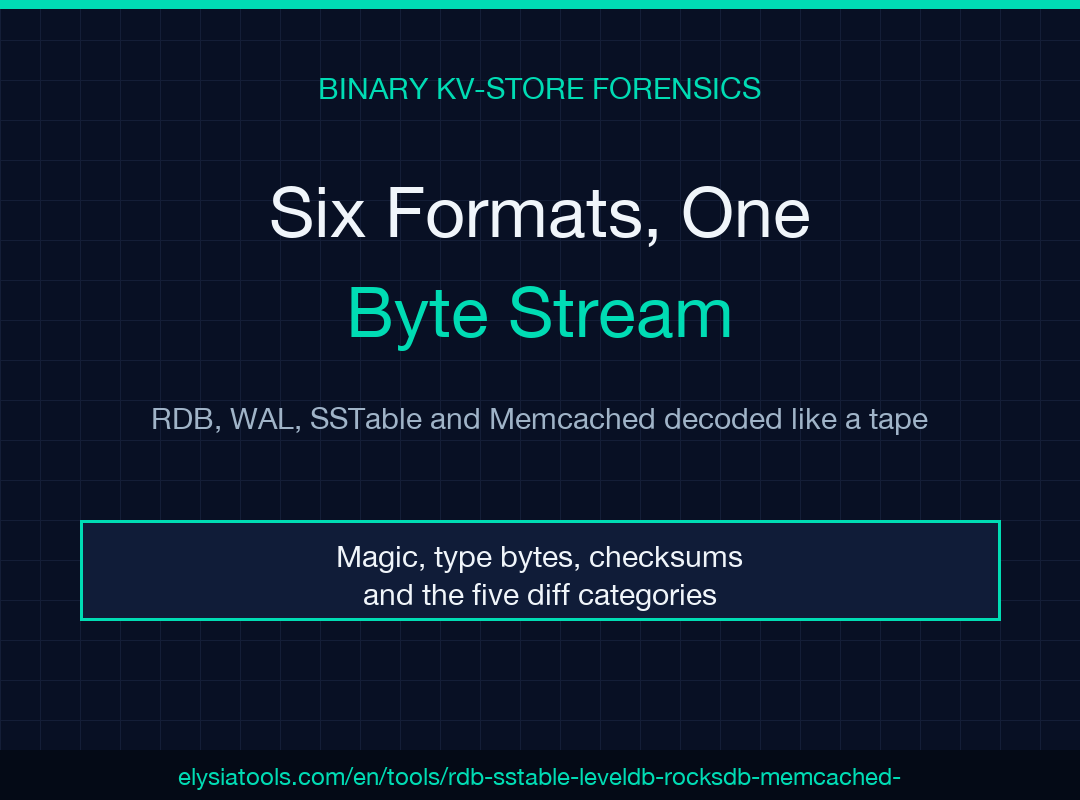 BINARY KV-STORE FORENSICS
Six Formats, One
Byte Stream
RDB, WAL, SSTable and Memcached decoded like a tape
Magic, type bytes, checksums
and the five diff categories
elysiatools.com/en/tools/rdb-sstable-leveldb-rocksdb-memcached-